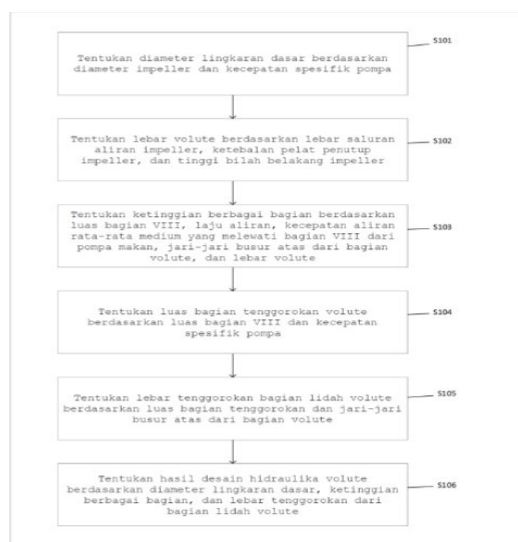 Tentukan diameter lingkaran dasar berdasarkan
diameter impeller dan kecepatan spesifik pompa
S101
Tentukan lebar volute berdasarkan lebar saluran
aliran impeller, ketebalan pelat penutup
impeller, dan tinggi bilah belakang impeller
S102
Tentukan ketinggian berbagai bagian berdasarkan
luas bagian VIII, laju aliran, kecepatan aliran
rata-rata medium yang melewati bagian VIII dari
pompa makan, jari-jari busur atas dari bagian
volute, dan lebar volute
S103
Tentukan luas bagian tenggorokan volute
berdasarkan luas bagian VIII dan kecepatan
spesifik pompa
S104
Tentukan lebar tenggorokan bagian lidah volute
berdasarkan luas bagian tenggorokan dan jari-jari
busur atas dari bagian volute
S105
Tentukan hasil desain hidraulika volute
berdasarkan diameter lingkaran dasar, ketinggian
berbagai bagian, dan lebar tenggorokan dari
bagian lidah volute
S106